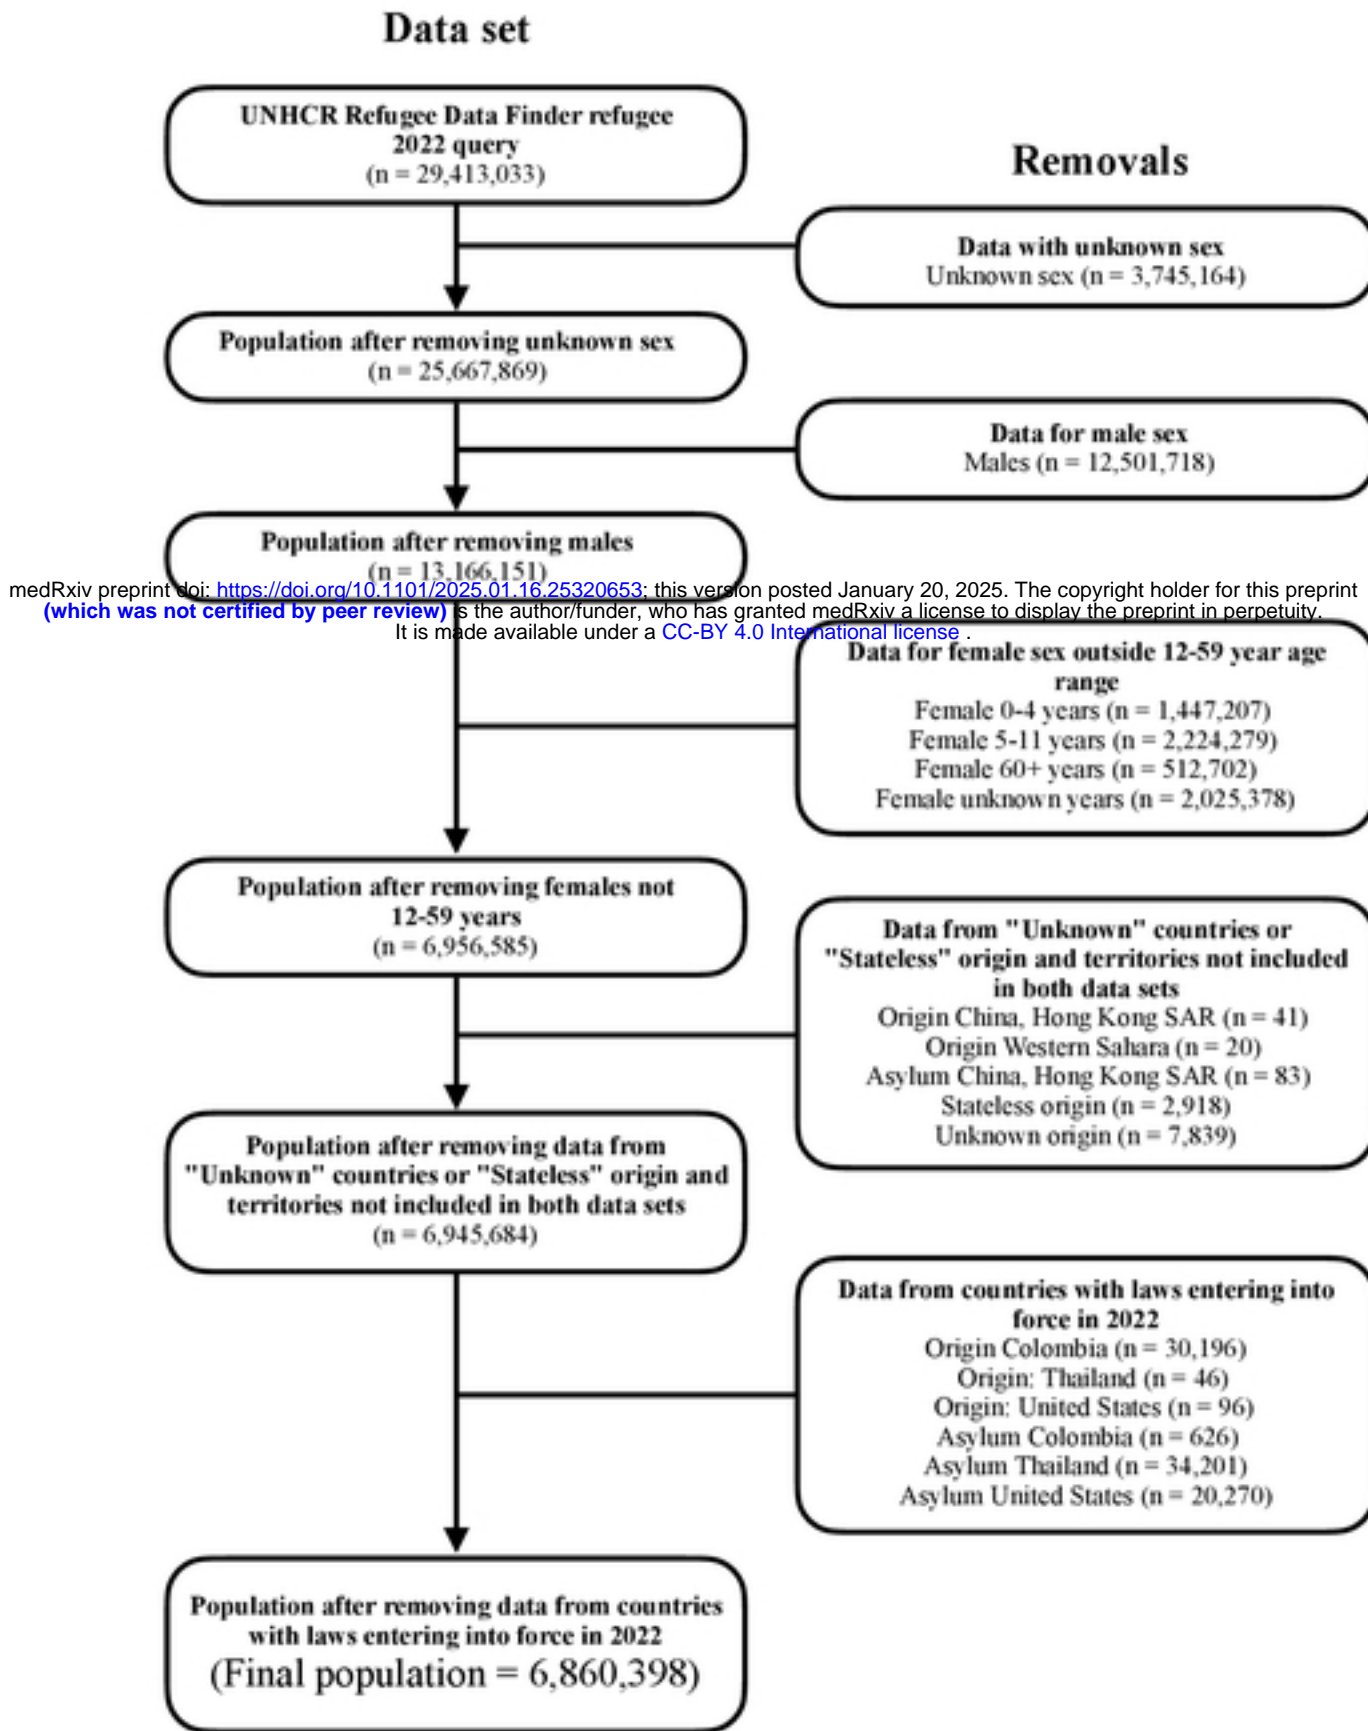 Data set
UNHCR Refugee Data Finder refugee
2022 query
(n = 29,413,033)
Removals
Data with unknown sex
Unknown sex (n = 3,745,164)
Population after removing unknown sex
(n = 25,667,869)
Data for male sex
Males (n = 12,501,718)
Population after removing males
(n = 13,166,151)
medRxiv preprint doi: https://doi.org/10.1101/2025.01.16.25320653; this version posted January 20, 2025. The copyright holder for this preprint
(which was not certified by peer review) is the author/funder, who has granted medRxiv a license to display the preprint in perpetuity.
It is made available under a CC-BY 4.0 International license .
Data for female sex outside 12-59 year age
range
Female 0-4 years (n = 1,447,207)
Female 5-11 years (n = 2,224,279)
Female 60+ years (n = 512,702)
Female unknown years (n = 2,025,378)
Population after removing females not
12-59 years
(n = 6,956,585)
Data from "Unknown" countries or
"Stateless" origin and territories not included
in both data sets
Origin China, Hong Kong SAR (n = 41)
Origin Western Sahara (n = 20)
Asylum China, Hong Kong SAR (n = 83)
Stateless origin (n = 2,918)
Unknown origin (n = 7,839)
Population after removing data from
"Unknown" countries or "Stateless" origin and
territories not included in both data sets
(n = 6,945,684)
Data from countries with laws entering into
force in 2022
Origin Colombia (n = 30,196)
Origin: Thailand (n = 46)
Origin: United States (n = 96)
Asylum Colombia (n = 626)
Asylum Thailand (n = 34,201)
Asylum United States (n = 20,270)
Population after removing data from countries
with laws entering into force in 2022
(Final population = 6,860,398)